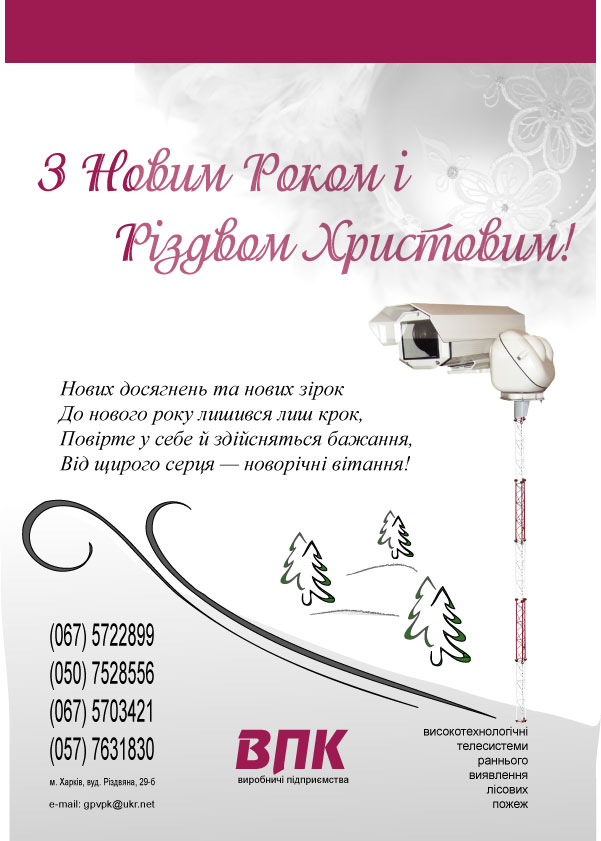 З Новим Роком і
Різдвом Христовим!
Нових досягнень та нових зірок
До нового року лишився лиш крок,
Повірте у себе й здійсняться бажання,
Від щирого серця — новорічні вітання!
(067) 5722899
(050) 7528556
(067) 5703421
(057) 7631830
м. Харків, вуд. Різдвяна, 29-б
e-mail: gpvpk@ukr.net
ВПК
виробничі підприємства
високотехнологічні
телесистеми
раннього
виявлення
лісових
пожеж